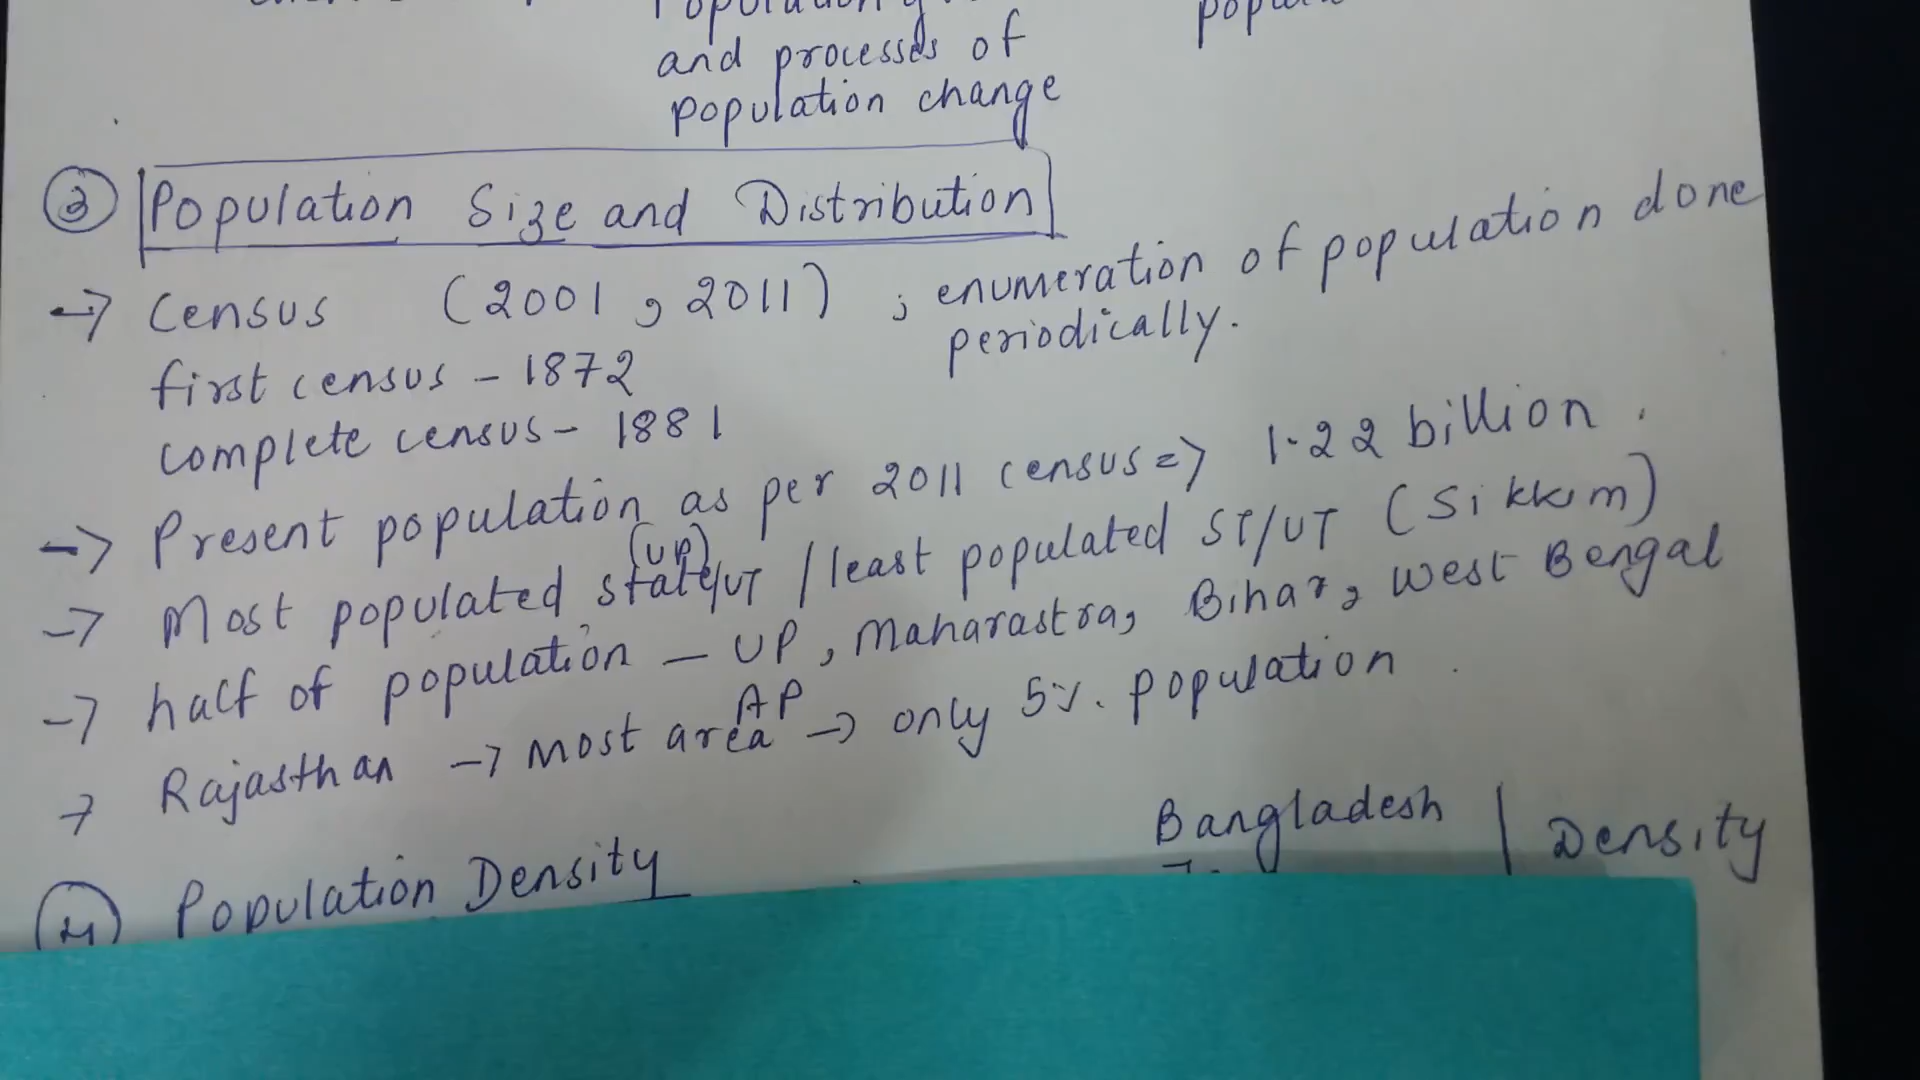 and processes of
population change
③ Population Size and Distribution
→ Census (2001, 2011) ; enumeration of population done
periodically.
first census - 1872
complete census - 1881
→ Present population as per 2011 census => 1.22 billion.
(UP)
→ Most populated state/UT / least populated ST/UT (Sikkim)
→ half of population — UP, Maharastra, Bihar, West Bengal
AP
→ Rajasthan → most area → only 5%. population.
④ Population Density
Bangladesh | Density